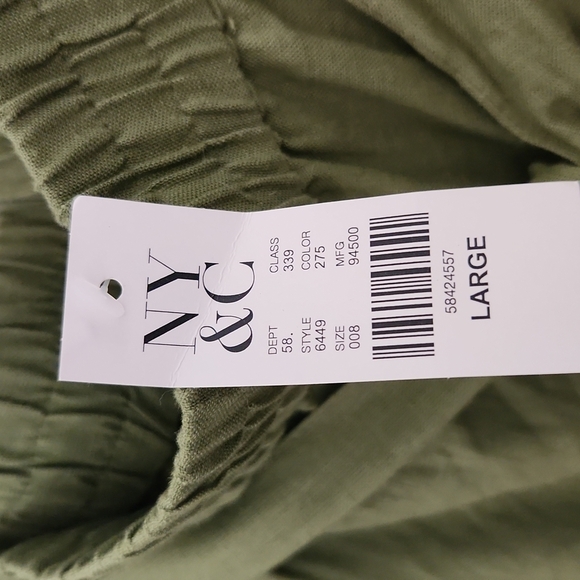 NY
&C
DEPT CLASS
58. 339
STYLE COLOR
6449 275
SIZE MFG
008 94500
58424557
LARGE